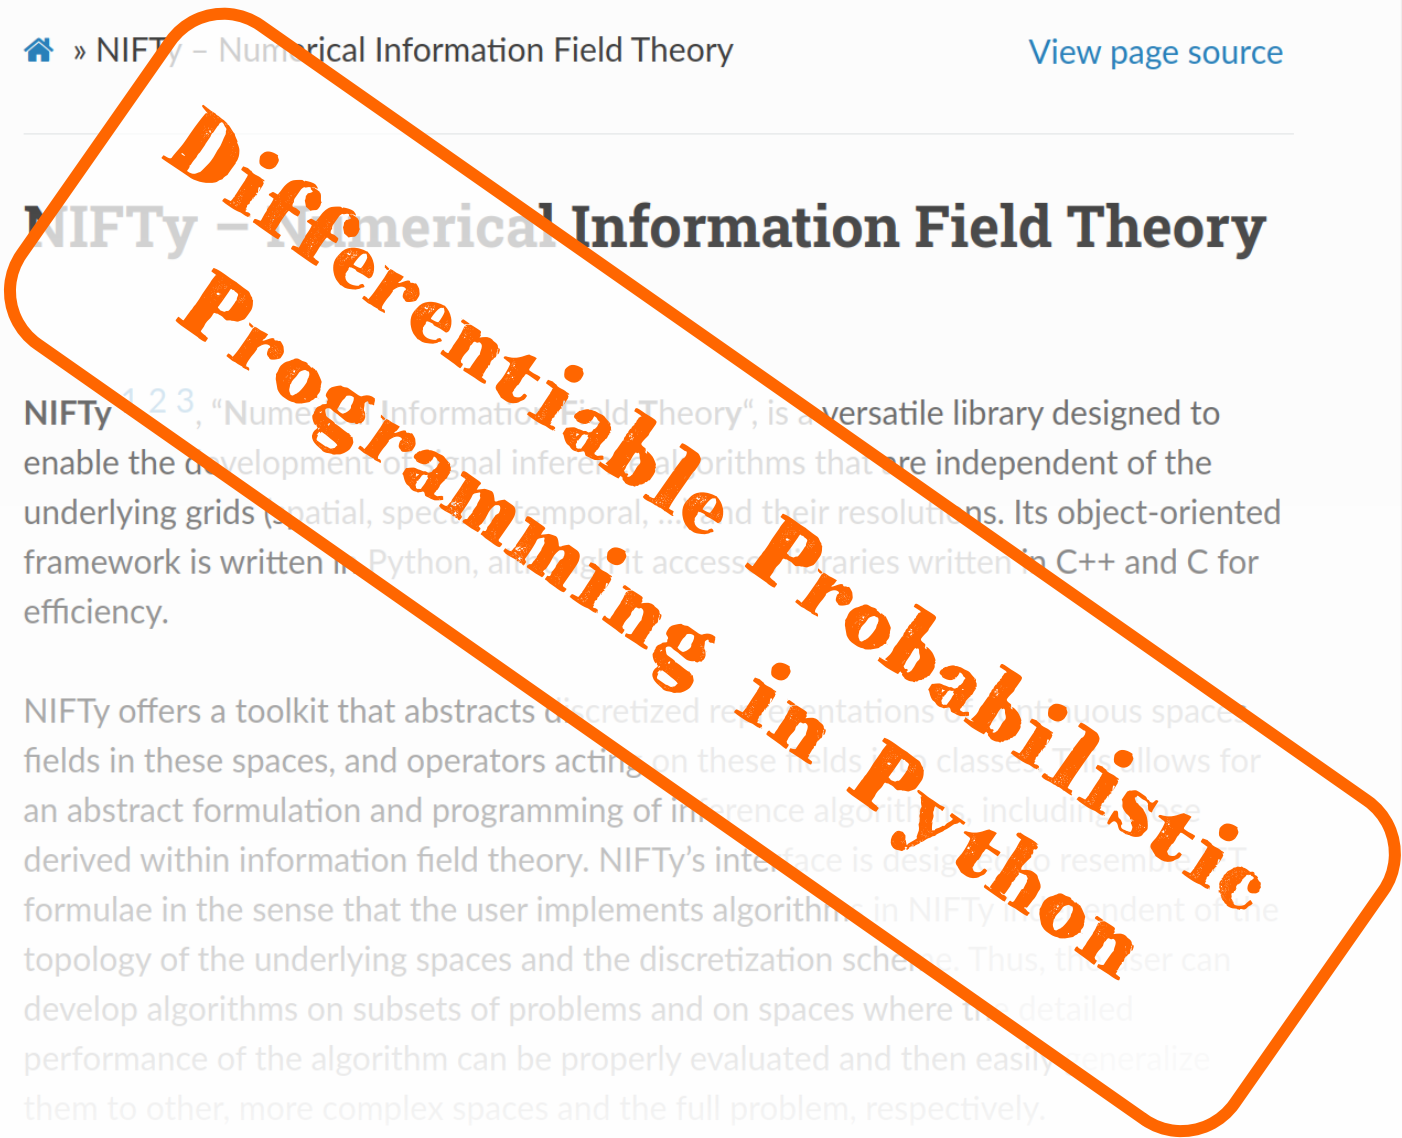 » NIFTy – Numerical Information Field Theory
View page source
NIFTy – Numerical Information Field Theory
NIFTy 1 2 3, “Numerical Information Field Theory“, is a versatile library designed to
enable the development of signal inference algorithms that are independent of the
underlying grids (spatial, spectral, temporal, …) and their resolutions. Its object-oriented
framework is written in Python, although it accesses libraries written in C++ and C for
efficiency.
NIFTy offers a toolkit that abstracts discretized representations of continuous spaces,
fields in these spaces, and operators acting on these fields into classes. This allows for
an abstract formulation and programming of inference algorithms, including those
derived within information field theory. NIFTy’s interface is designed to resemble IFT
formulae in the sense that the user implements algorithms in NIFTy independent of the
topology of the underlying spaces and the discretization scheme. Thus, the user can
develop algorithms on subsets of problems and on spaces where the detailed
performance of the algorithm can be properly evaluated and then easily generalize
them to other, more complex spaces and the full problem, respectively.
Differentiable Probabilistic
Programming in Python